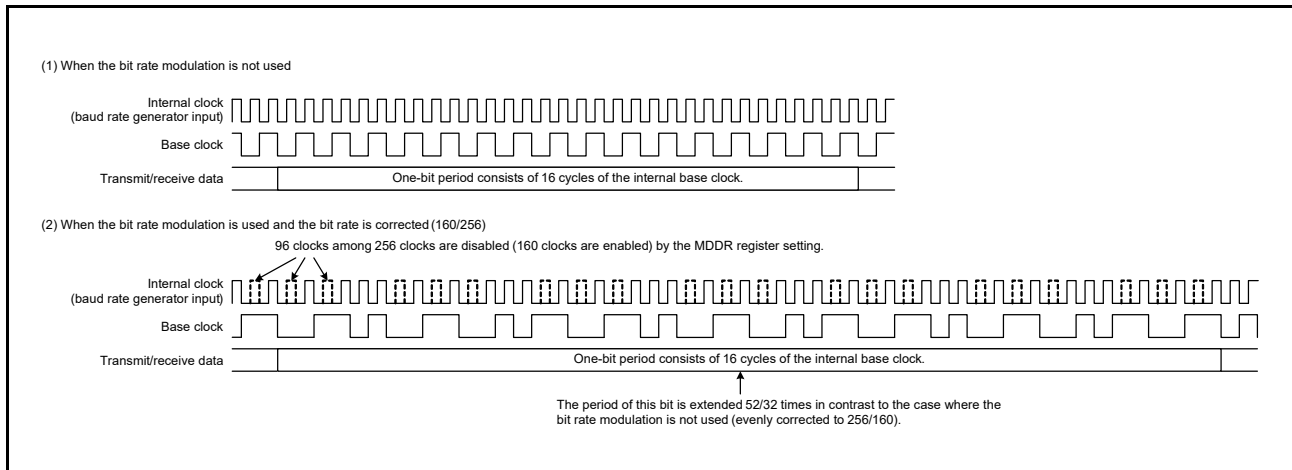 (1) When the bit rate modulation is not used
Internal clock
(baud rate generator input)
Base clock
Transmit/receive data
One-bit period consists of 16 cycles of the internal base clock.
(2) When the bit rate modulation is used and the bit rate is corrected (160/256)
96 clocks among 256 clocks are disabled (160 clocks are enabled) by the MDDR register setting.
Internal clock
(baud rate generator input)
Base clock
Transmit/receive data
One-bit period consists of 16 cycles of the internal base clock.
The period of this bit is extended 52/32 times in contrast to the case where the
bit rate modulation is not used (evenly corrected to 256/160).